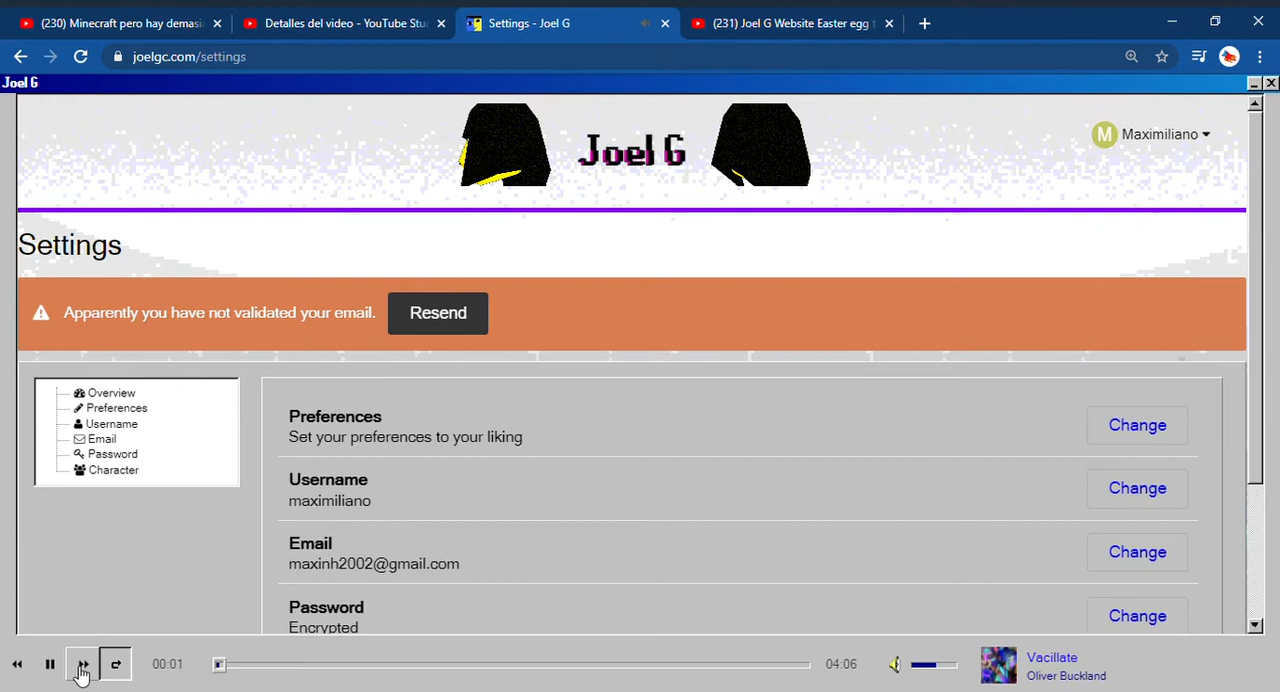 (230) Minecraft pero hay demasi
Detalles del video - YouTube Stu
Settings - Joel G
(231) Joel G Website Easter egg t
joelgc.com/settings
Joel G
Joel G
M Maximiliano
Settings
Apparently you have not validated your email. Resend
Overview
Preferences
Username
Email
Password
Character
Preferences
Set your preferences to your liking
Change
Username
maximiliano
Change
Email
maxinh2002@gmail.com
Change
Password
Encrypted
Change
00:01
04:06
Vacillate
Oliver Buckland